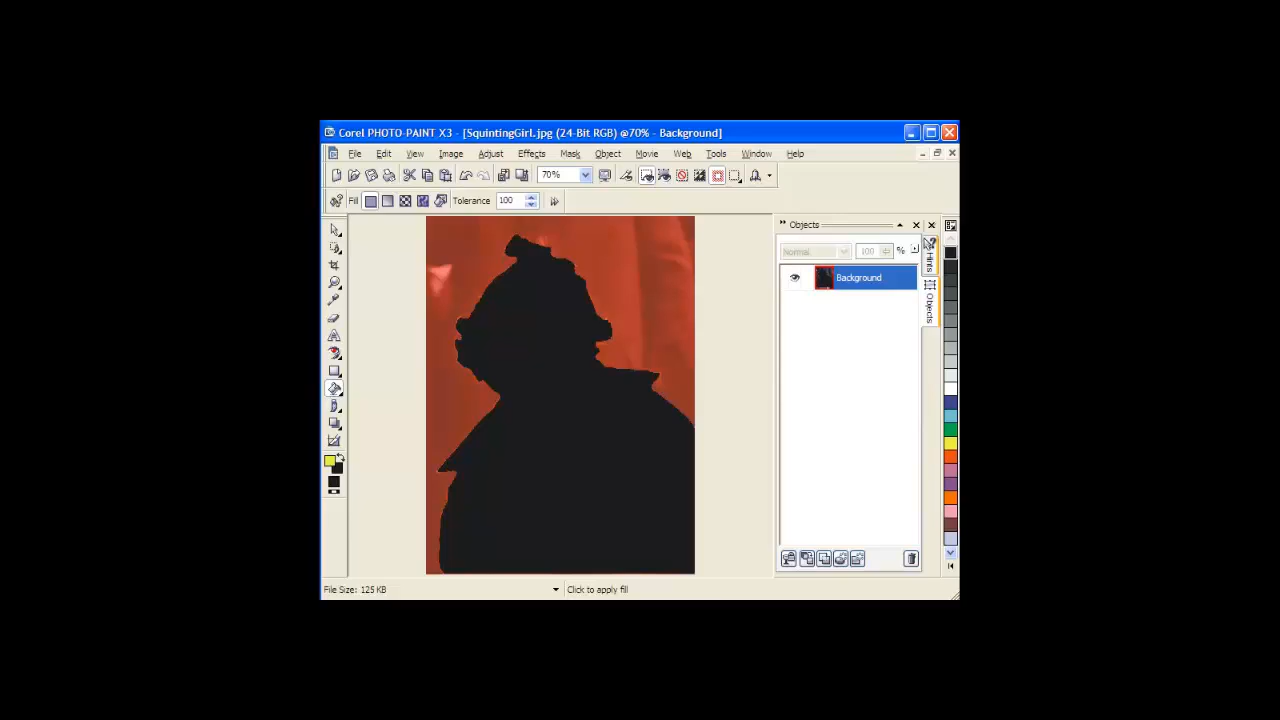 Corel PHOTO-PAINT X3 - [SquintingGirl.jpg (24-Bit RGB) @70% - Background]
File Edit View Image Adjust Effects Mask Object Movie Web Tools Window Help
70%
Fill Tolerance 100
Objects
Normal 100 %
Background
Hints
Objects
File Size: 125 KB Click to apply fill